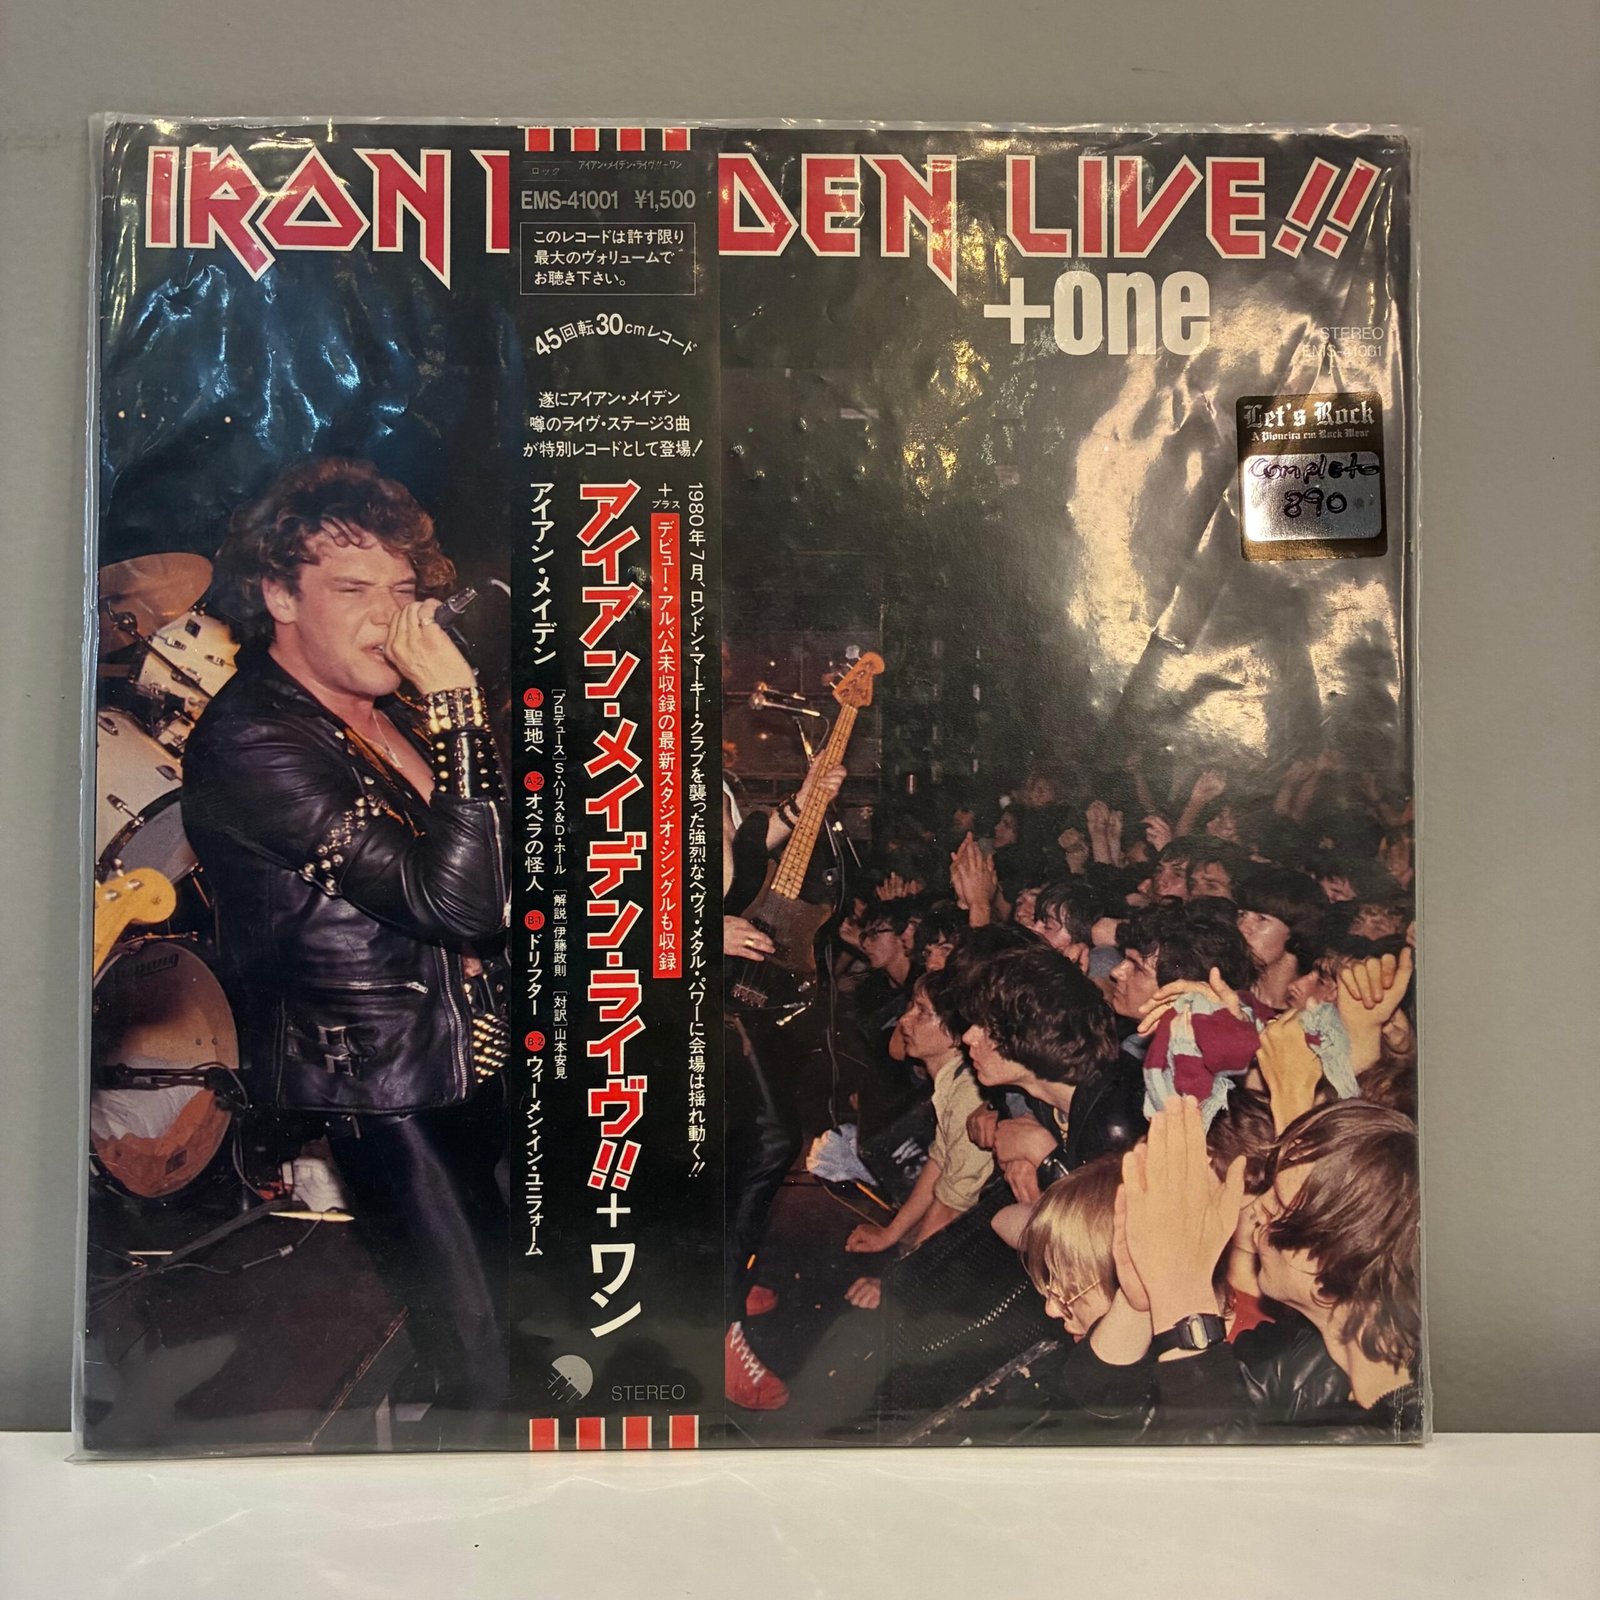 IRON M
DEN LIVE!!
+one
STEREO
EMS-41001
Let's Rock
A Pioneira em Rock Wear
Completo
890
ロック
アイアン・メイデン・ライヴ!!+ワン
EMS-41001 ¥1,500
このレコードは許す限り
最大のヴォリュームで
お聴き下さい。
45回転30cmレコード
遂にアイアン・メイデン
噂のライヴ・ステージ3曲
が特別レコードとして登場!
1980年7月、ロンドン・マーキー・クラブを襲った強烈なヘヴィ・メタル・パワーに会場は揺れ動く!!
+プラス
デビュー・アルバム未収録の最新スタジオ・シングルも収録
アイアン・メイデン・ライヴ!!+ワン
アイアン・メイデン
[プロデュース]S・ハリス&D・ホール [解説]伊藤政則 [対訳]山本安見
A-1 聖地へ A-2 オペラの怪人 B-1 ドリフター B-2 ウィーメン・イン・ユニフォーム
EMI
STEREO